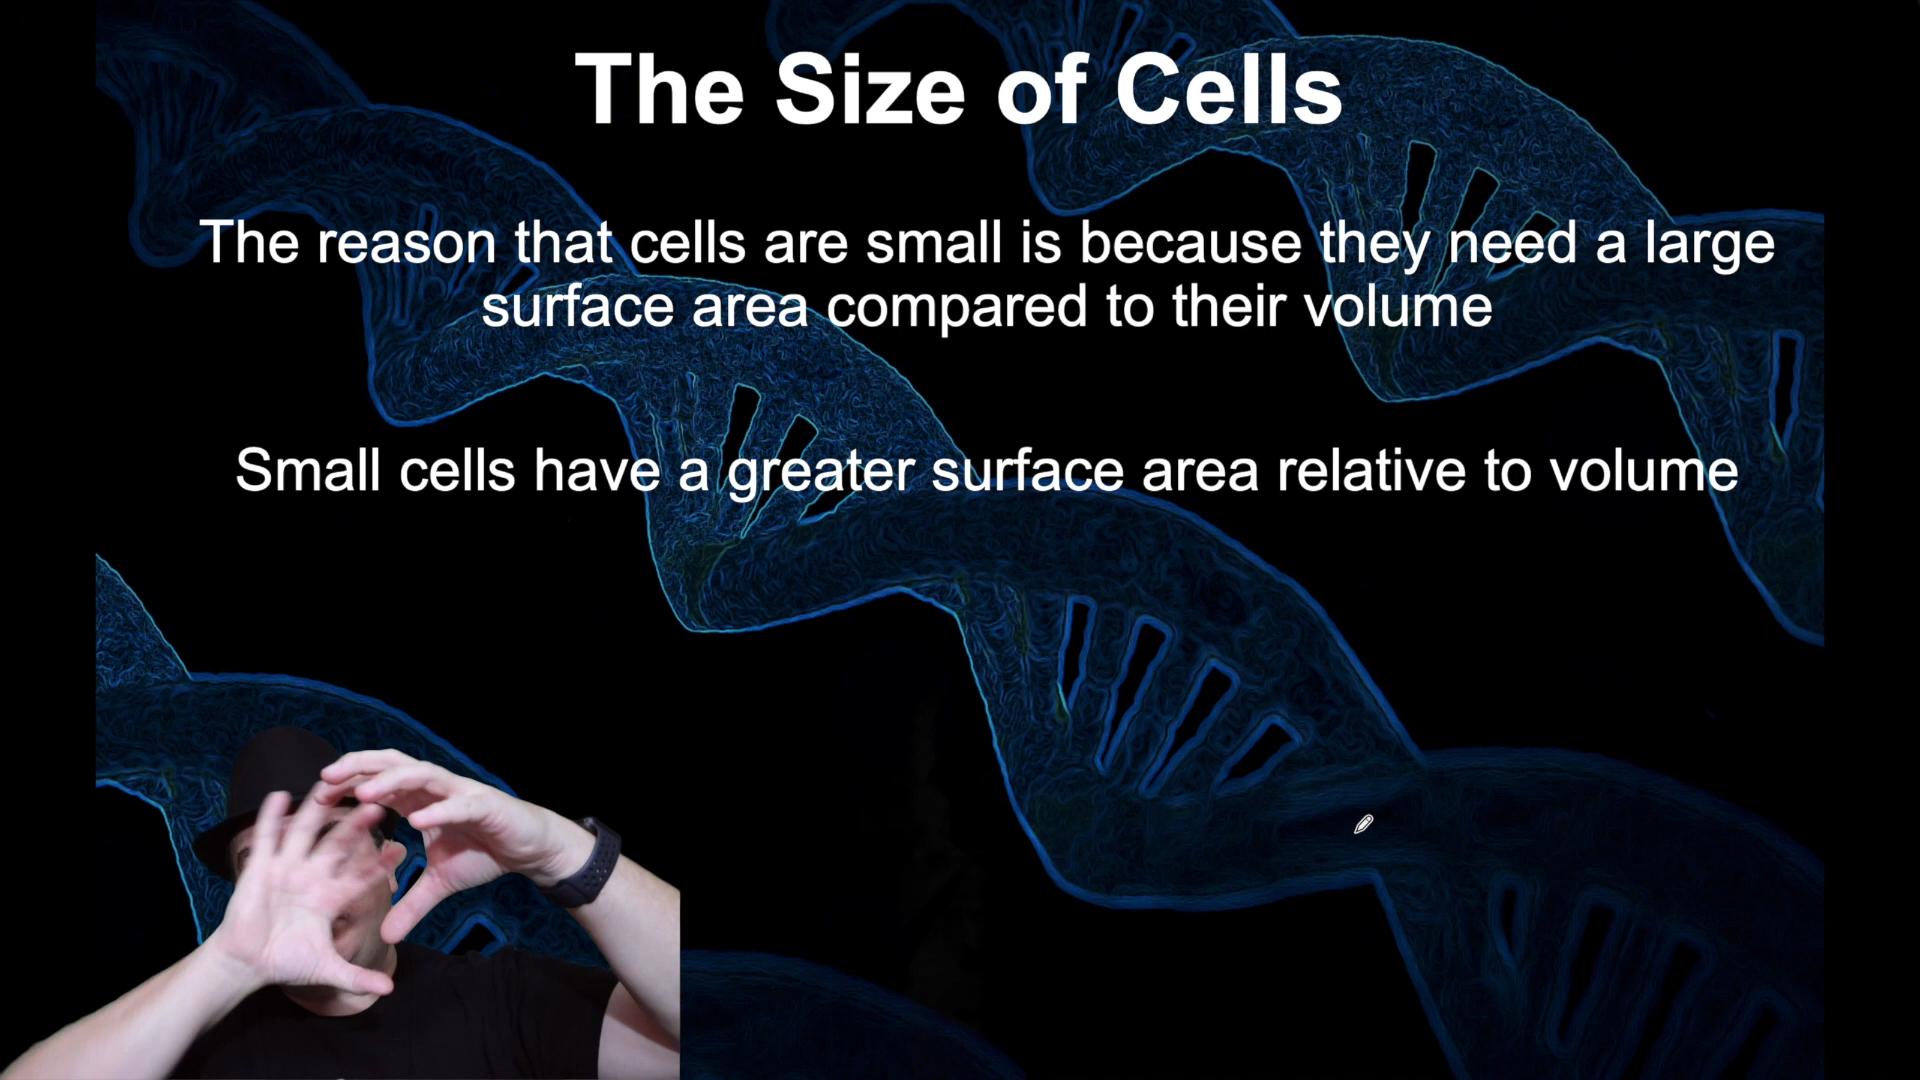 The Size of Cells
The reason that cells are small is because they need a large
surface area compared to their volume
Small cells have a greater surface area relative to volume